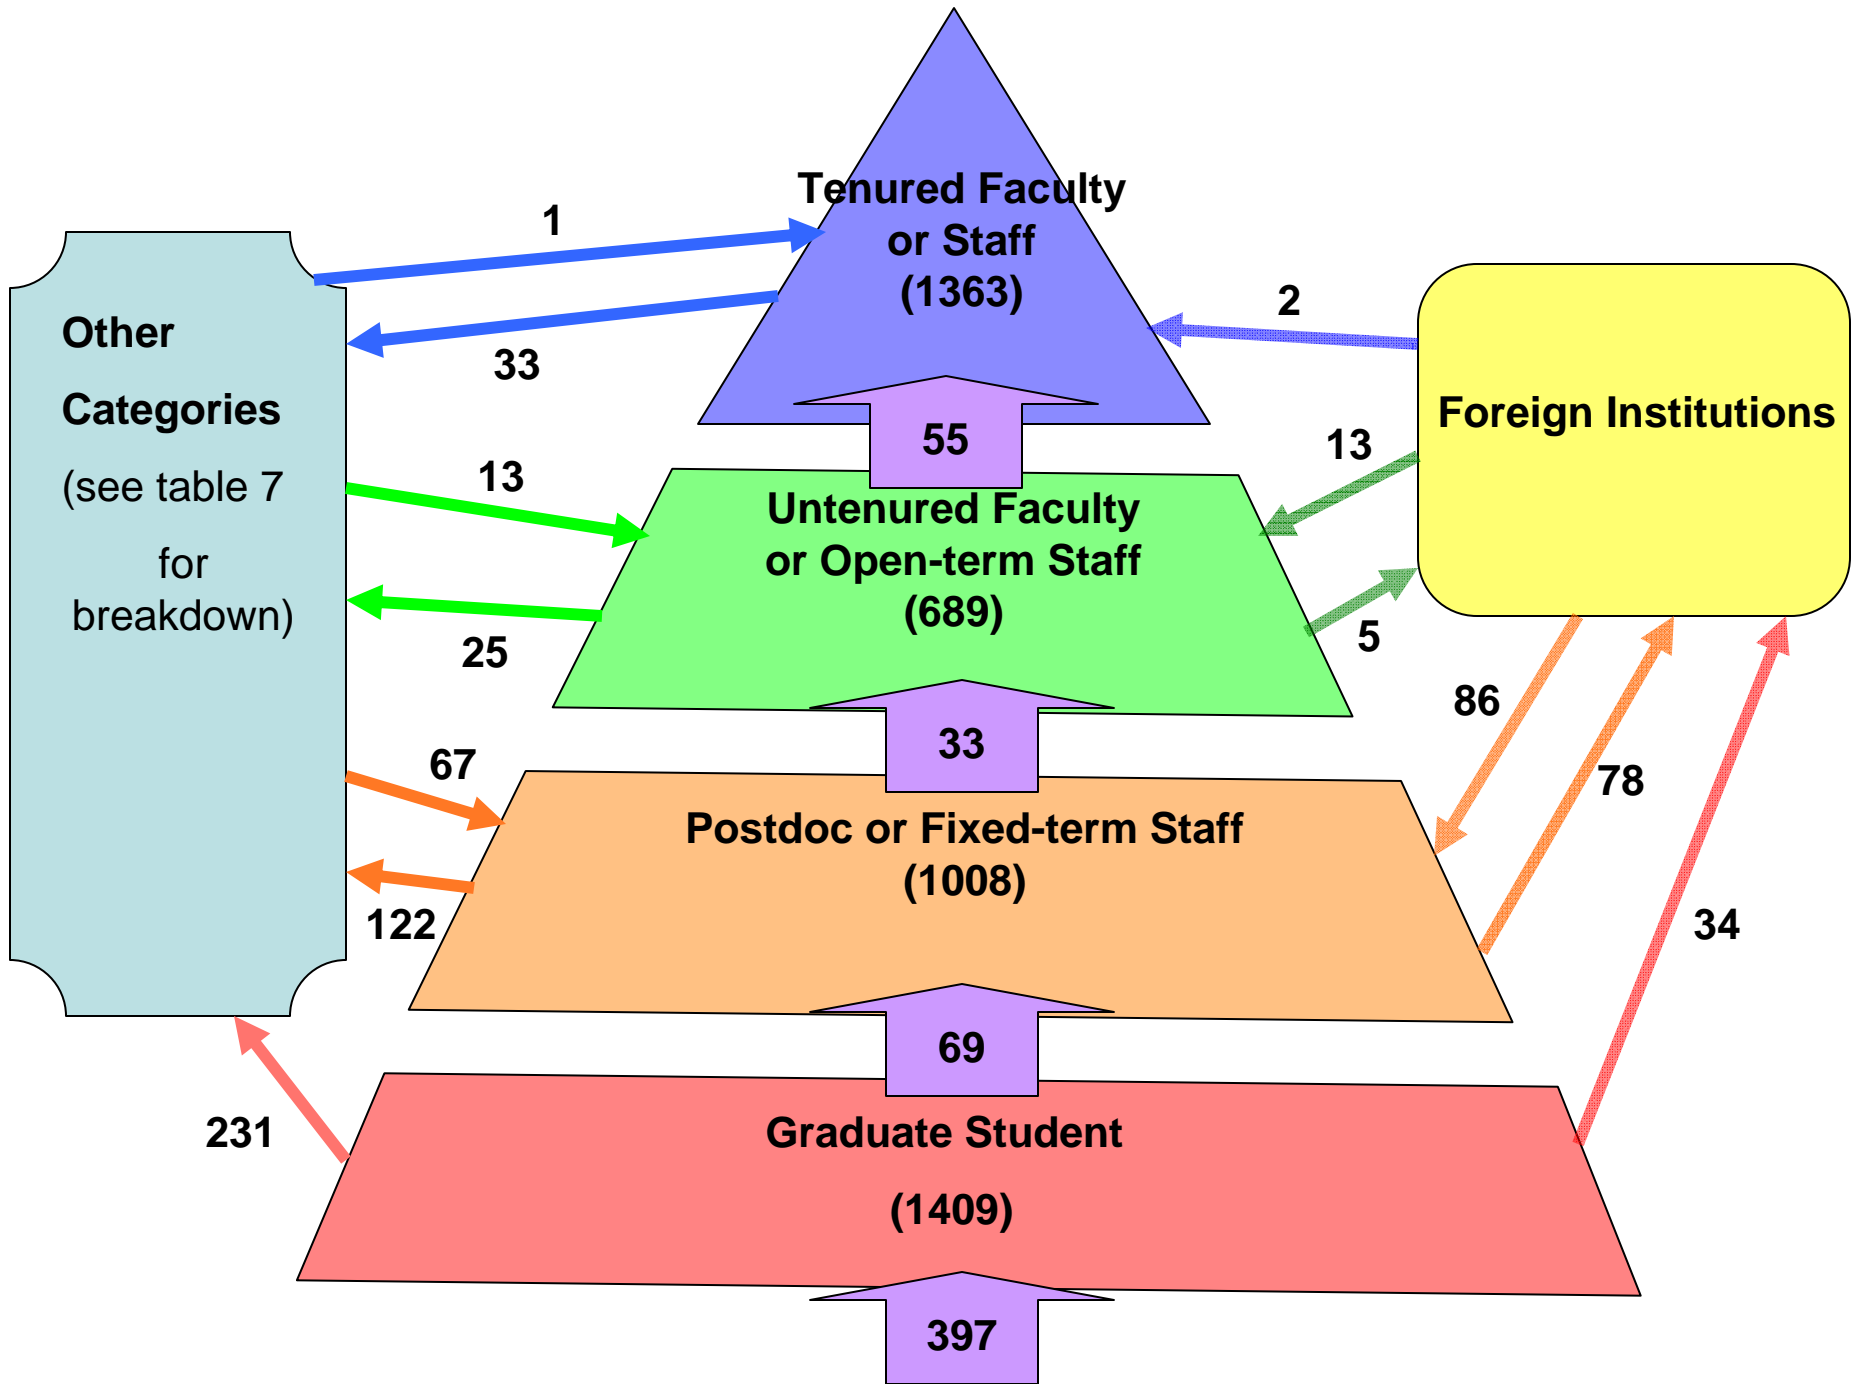 Tenured Faculty
or Staff
(1363)
1
33
2
Other
Categories
(see table 7
for
breakdown)
Foreign Institutions
55
13
13
Untenured Faculty
or Open-term Staff
(689)
25
5
33
86
67
78
Postdoc or Fixed-term Staff
(1008)
122
34
69
231
Graduate Student
(1409)
397